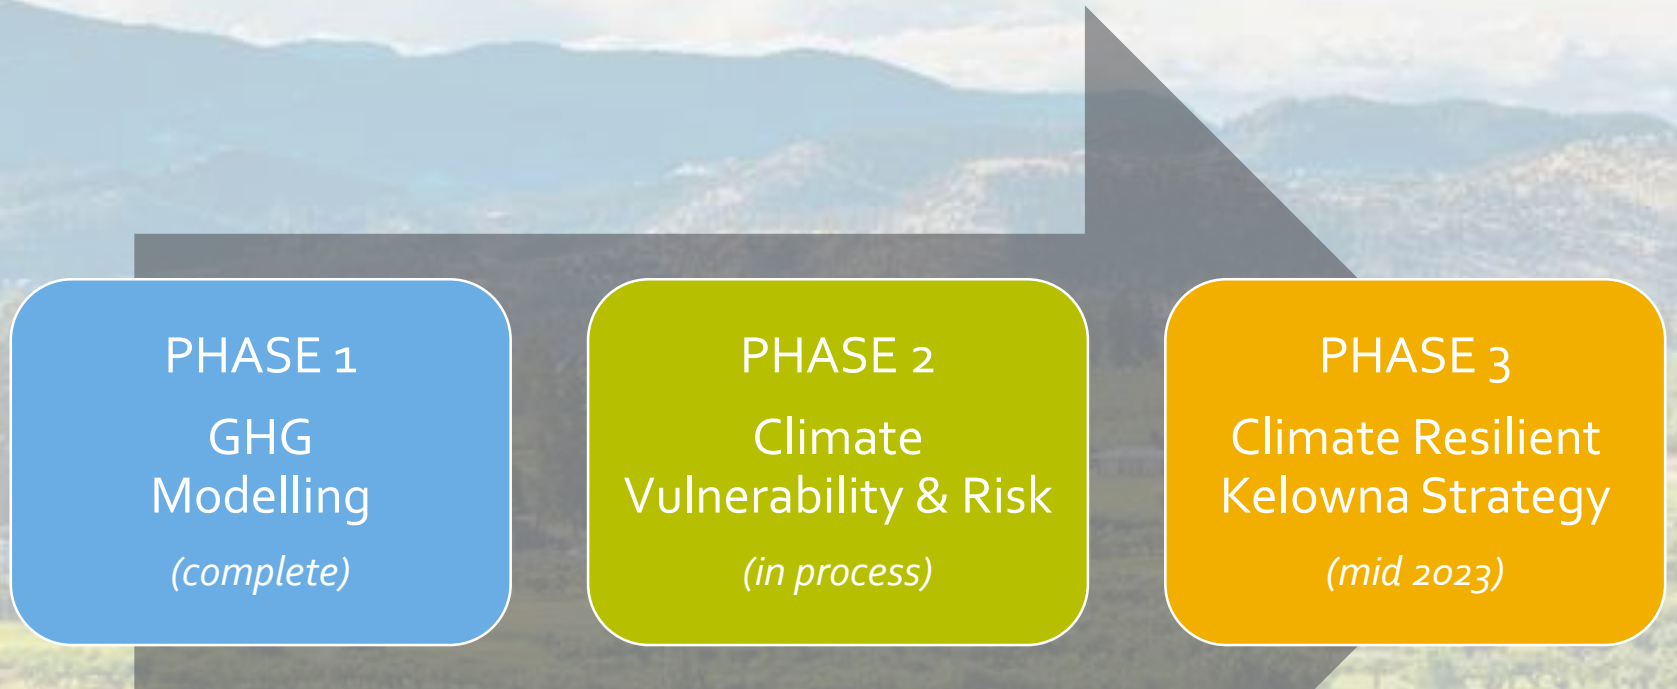 PHASE 1
GHG
Modelling
(complete)
PHASE 2
Climate
Vulnerability & Risk
(in process)
PHASE 3
Climate Resilient
Kelowna Strategy
(mid 2023)